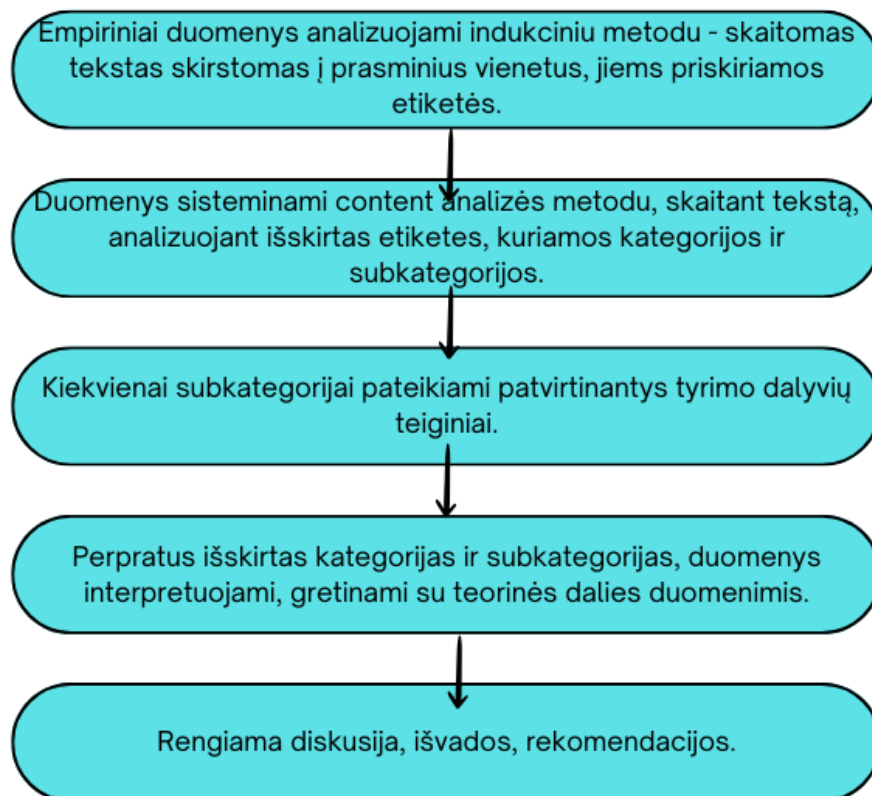 Empiriniai duomenys analizuojami indukciniu metodu - skaitomas
tekstas skirstomas į prasminius vienetus, jiems priskiriamos
etiketės.
Duomenys sisteminami content analizės metodu, skaitant tekstą,
analizuojant išskirtas etiketes, kuriamos kategorijos ir
subkategorijos.
Kiekvienai subkategorijai pateikiami patvirtinantys tyrimo dalyvių
teiginiai.
Perpratus išskirtas kategorijas ir subkategorijas, duomenys
interpretuojami, gretinami su teorinės dalies duomenimis.
Rengiama diskusija, išvados, rekomendacijos.